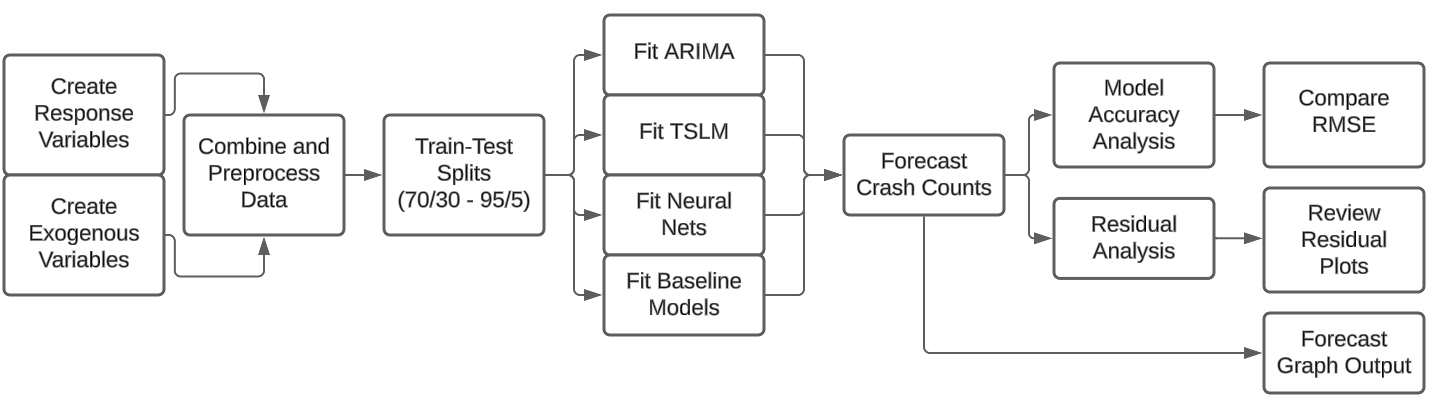 Create
Response
Variables
Create
Exogenous
Variables
Combine and
Preprocess
Data
Train-Test
Splits
(70/30 - 95/5)
Fit ARIMA
Fit TSLM
Fit Neural
Nets
Fit Baseline
Models
Forecast
Crash Counts
Model
Accuracy
Analysis
Compare
RMSE
Residual
Analysis
Review
Residual
Plots
Forecast
Graph Output